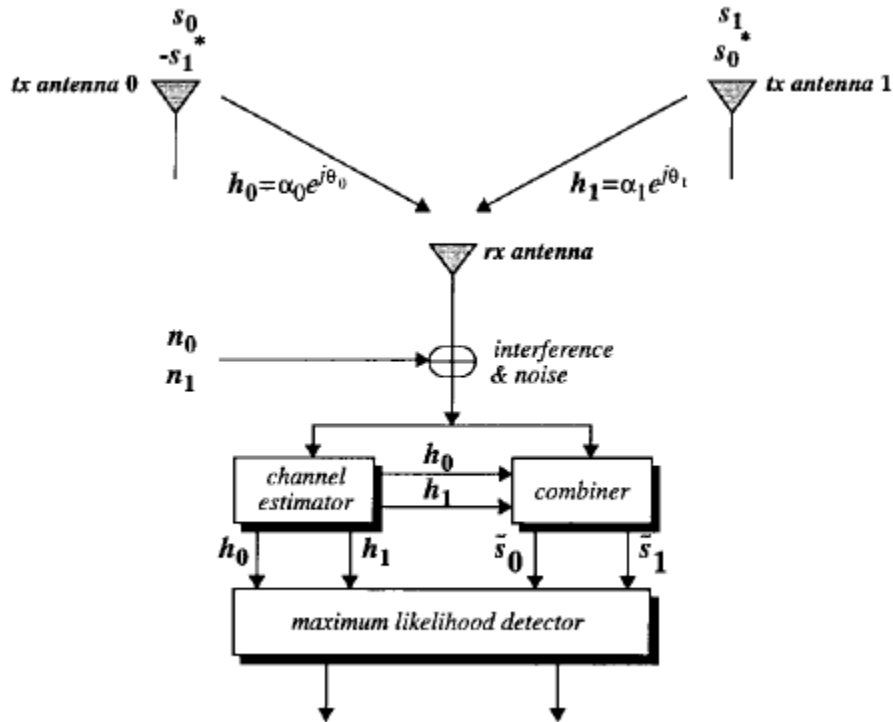 s₀
-s₁*
tx antenna 0
s₁
s₀*
tx antenna 1
h₀=α₀e^{jθ₀}
h₁=α₁e^{jθ₁}
rx antenna
n₀
n₁
interference
& noise
channel
estimator
h₀
h₁
combiner
h₀
h₁
s̃₀
s̃₁
maximum likelihood detector